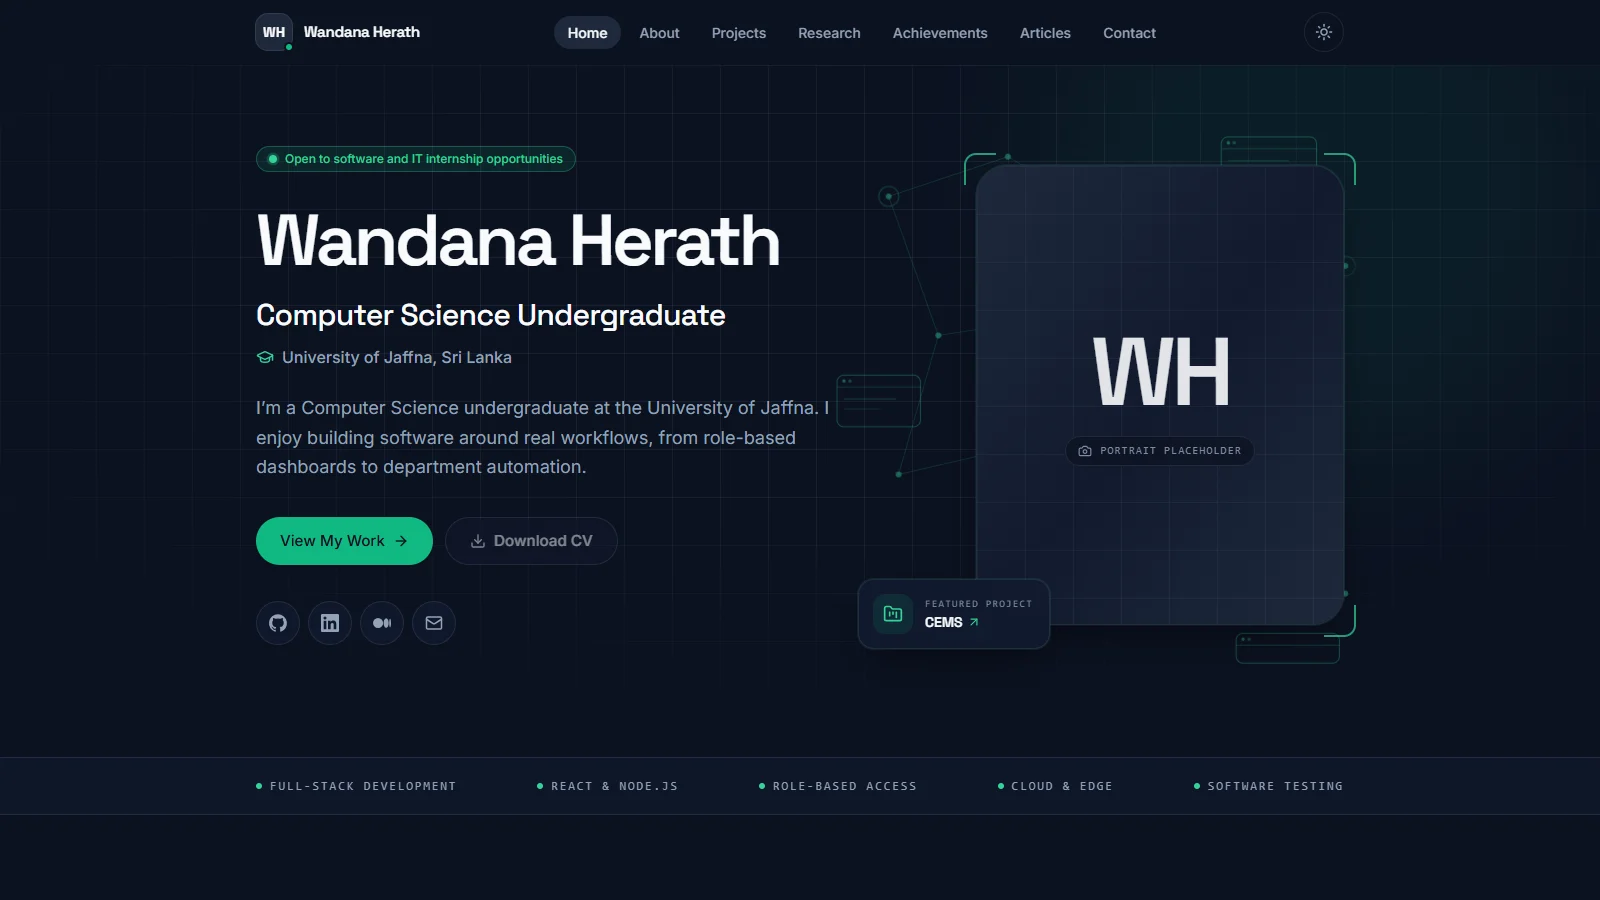 WH
Wandana Herath
Home
About
Projects
Research
Achievements
Articles
Contact
Open to software and IT internship opportunities
Wandana Herath
Computer Science Undergraduate
University of Jaffna, Sri Lanka
I’m a Computer Science undergraduate at the University of Jaffna. I
enjoy building software around real workflows, from role-based
dashboards to department automation.
View My Work
Download CV
in
WH
PORTRAIT PLACEHOLDER
FEATURED PROJECT
CEMS
FULL-STACK DEVELOPMENT
REACT & NODE.JS
ROLE-BASED ACCESS
CLOUD & EDGE
SOFTWARE TESTING